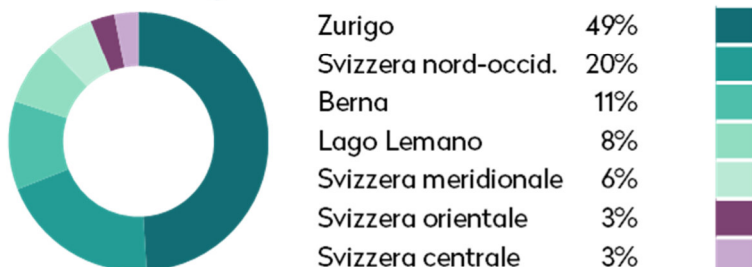 Zurigo 49%
Svizzera nord-occid. 20%
Berna 11%
Lago Lemano 8%
Svizzera meridionale 6%
Svizzera orientale 3%
Svizzera centrale 3%